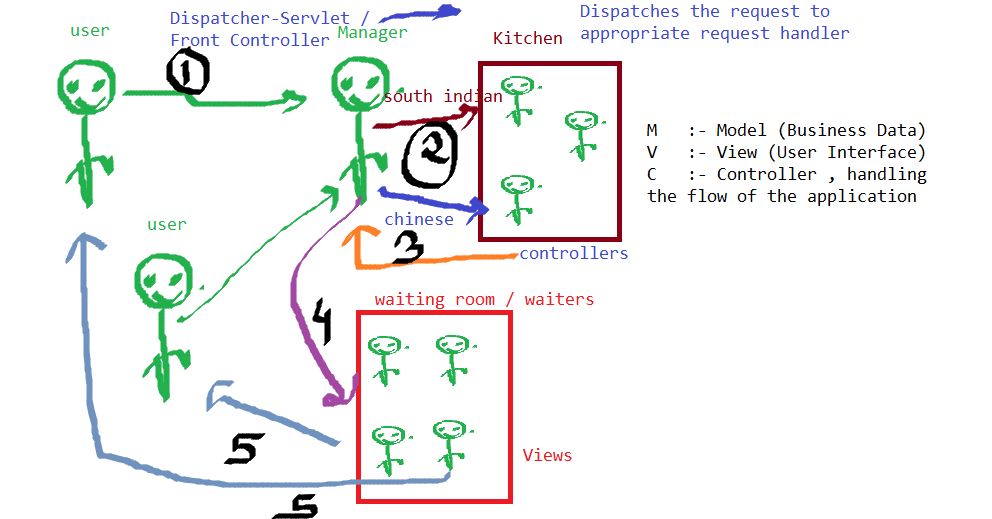 user
Dispatcher-Servlet /
Front Controller
Manager
Dispatches the request to
appropriate request handler
Kitchen
1
south indian
2
M :- Model (Business Data)
V :- View (User Interface)
C :- Controller , handling
the flow of the application
user
chinese
3
controllers
waiting room / waiters
4
5
Views
5